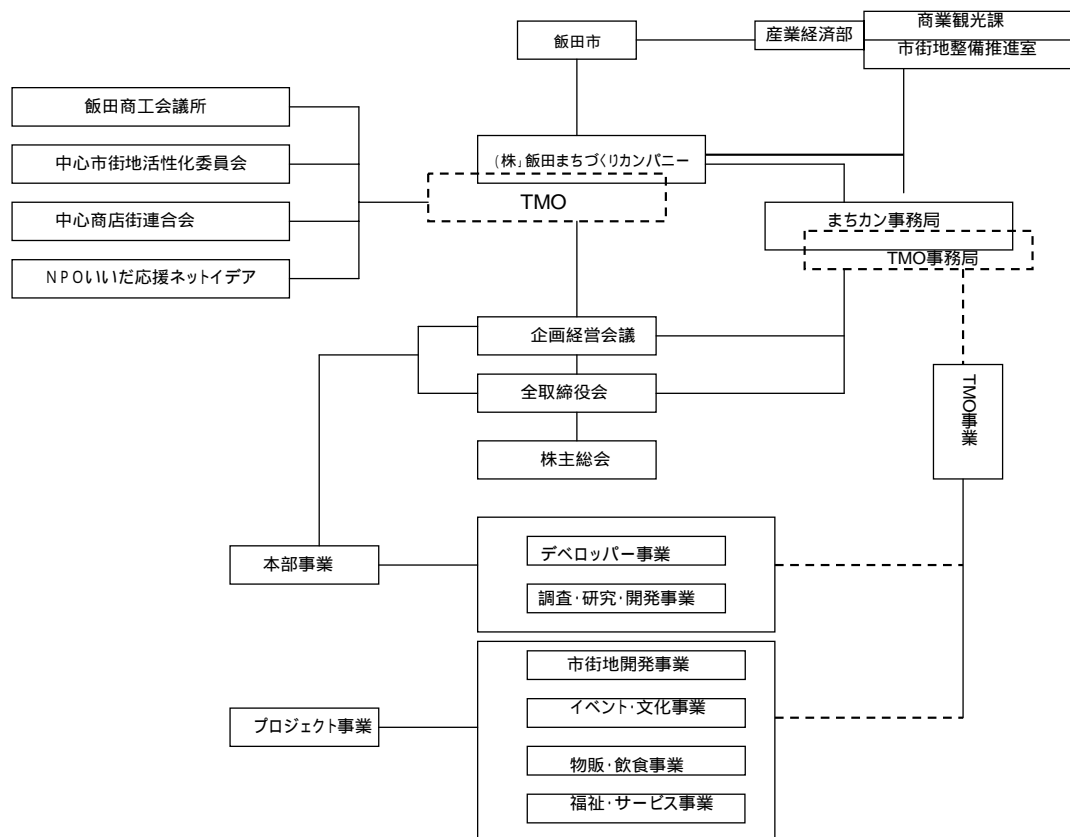 商業観光課
飯田市
産業経済部
市街地整備推進室
飯田商工会議所
中心市街地活性化委員会
(株)飯田まちづくりカンパニー
TMO
中心商店街連合会
まちカン事務局
TMO事務局
NPOいいだ応援ネットイデア
企画経営会議
全取締役会
TMO事業
株主総会
本部事業
デベロッパー事業
調査・研究・開発事業
市街地開発事業
プロジェクト事業
イベント・文化事業
物販・飲食事業
福祉・サービス事業